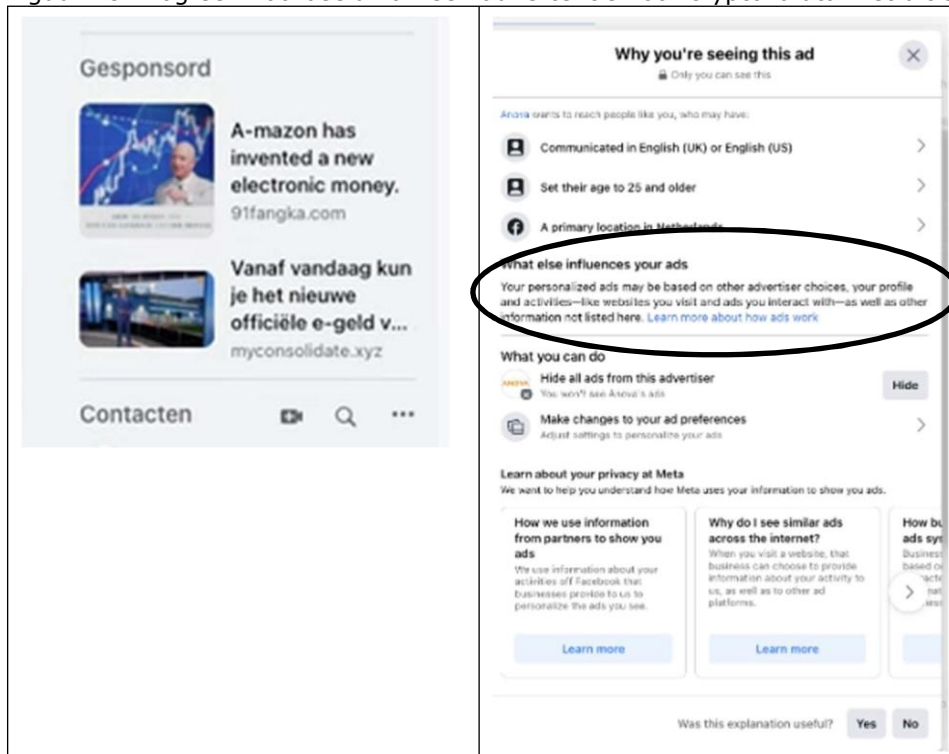 Gesponsord
A-mazon has
invented a new
electronic money.
91fangka.com
Vanaf vandaag kun
je het nieuwe
officiële e-geld v...
myconsolidate.xyz
Contacten
Why you're seeing this ad
Only you can see this
Anova wants to reach people like you, who may have:
Communicated in English (UK) or English (US)
Set their age to 25 and older
A primary location in Netherlands
What else influences your ads
Your personalized ads may be based on other advertiser choices, your profile
and activities—like websites you visit and ads you interact with—as well as other
information not listed here. Learn more about how ads work
What you can do
Hide all ads from this advertiser
You won't see Anova's ads
Hide
Make changes to your ad preferences
Adjust settings to personalize your ads
Learn about your privacy at Meta
We want to help you understand how Meta uses your information to show you ads.
How we use information
from partners to show you
ads
We use information about your
activities off Facebook that
businesses provide to us to
personalize the ads you see.
Learn more
Why do I see similar ads
across the internet?
When you visit a website, that
business can choose to provide
information about your activity to
us, as well as to other ad
platforms.
Learn more
How bu
ads sys
Business
based o
Was this explanation useful? Yes No